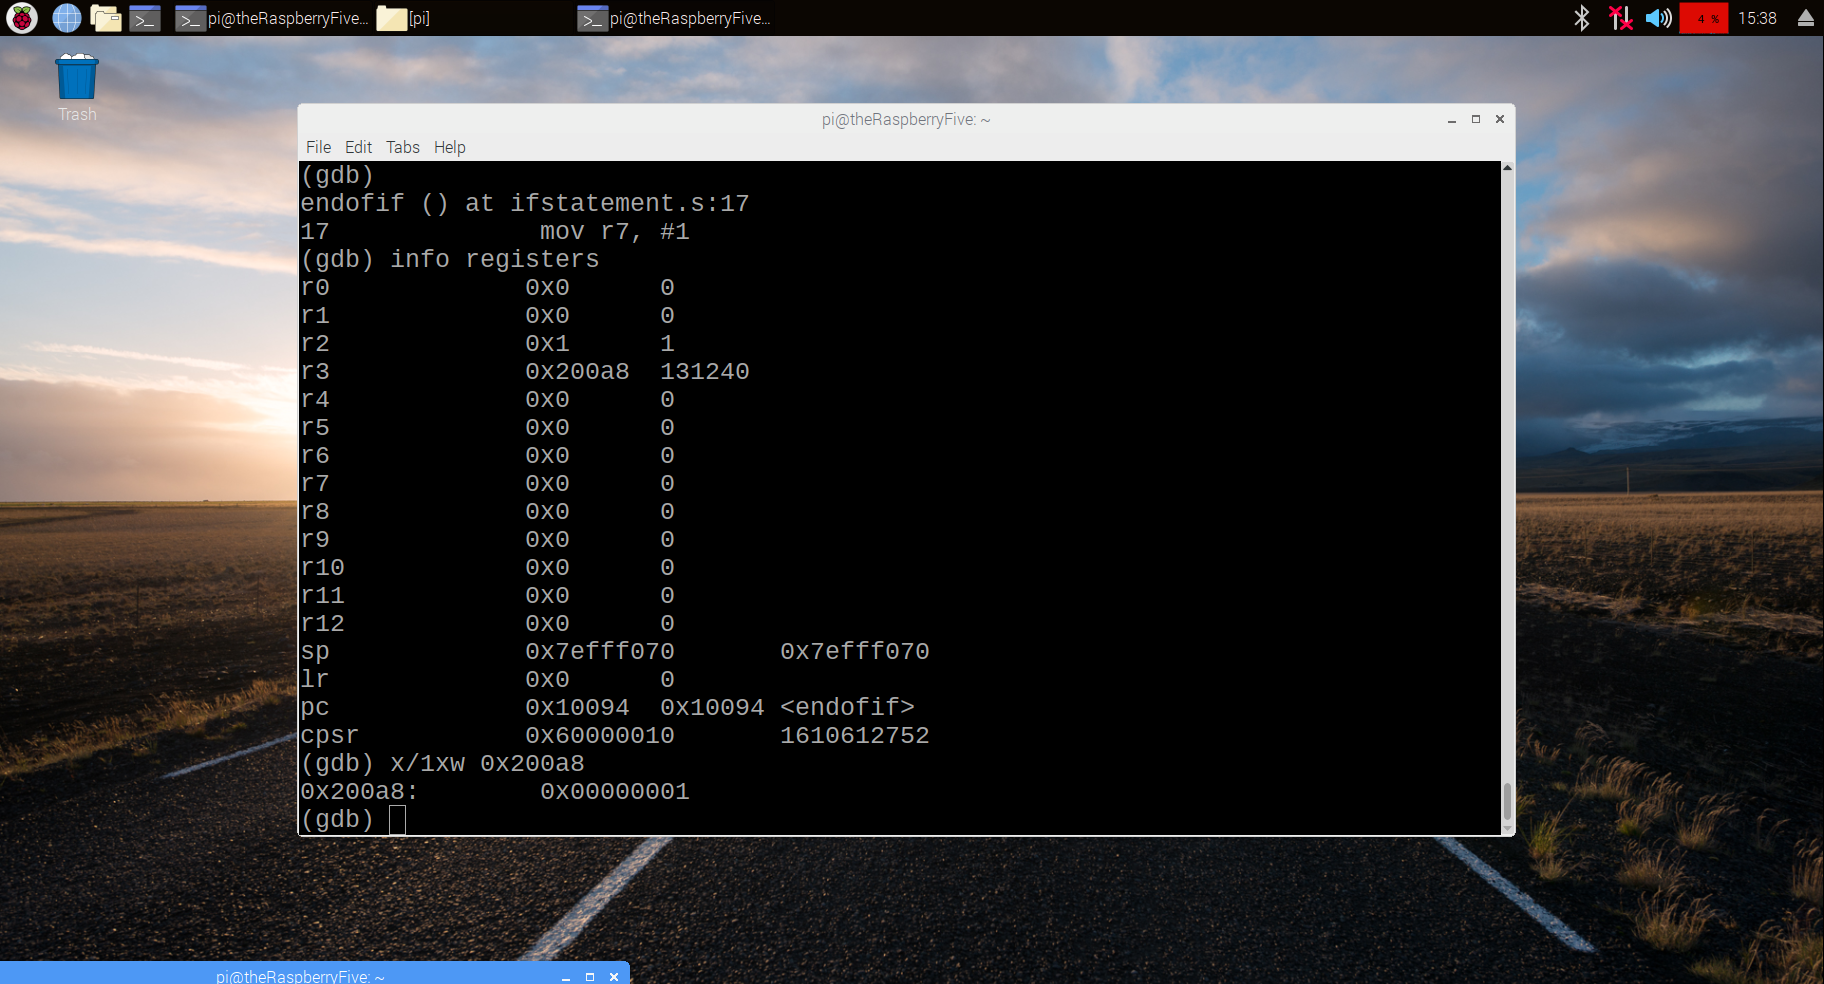 pi@theRaspberryFive... [pi] pi@theRaspberryFive... 4 % 15:38
Trash
pi@theRaspberryFive: ~
File Edit Tabs Help
(gdb)
endofif () at ifstatement.s:17
17 mov r7, #1
(gdb) info registers
r0 0x0 0
r1 0x0 0
r2 0x1 1
r3 0x200a8 131240
r4 0x0 0
r5 0x0 0
r6 0x0 0
r7 0x0 0
r8 0x0 0
r9 0x0 0
r10 0x0 0
r11 0x0 0
r12 0x0 0
sp 0x7efff070 0x7efff070
lr 0x0 0
pc 0x10094 0x10094 <endofif>
cpsr 0x60000010 1610612752
(gdb) x/1xw 0x200a8
0x200a8: 0x00000001
(gdb)
pi@theRaspberryFive: ~